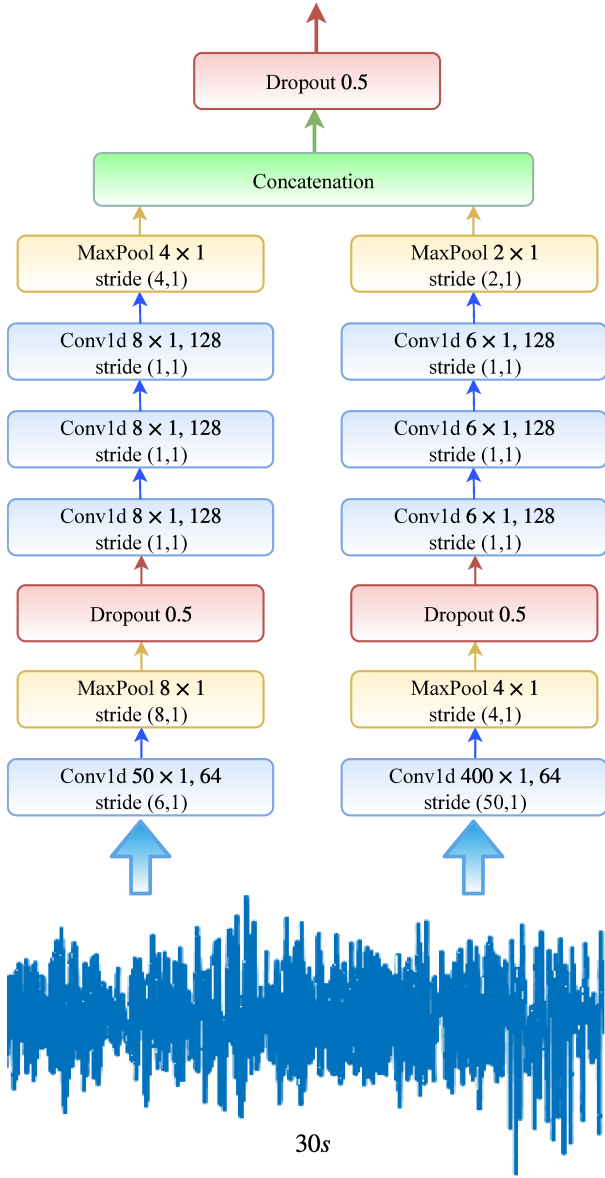 Dropout 0.5
Concatenation
MaxPool 4 × 1
stride (4,1)
MaxPool 2 × 1
stride (2,1)
Conv1d 8 × 1, 128
stride (1,1)
Conv1d 6 × 1, 128
stride (1,1)
Conv1d 8 × 1, 128
stride (1,1)
Conv1d 6 × 1, 128
stride (1,1)
Conv1d 8 × 1, 128
stride (1,1)
Conv1d 6 × 1, 128
stride (1,1)
Dropout 0.5
Dropout 0.5
MaxPool 8 × 1
stride (8,1)
MaxPool 4 × 1
stride (4,1)
Conv1d 50 × 1, 64
stride (6,1)
Conv1d 400 × 1, 64
stride (50,1)
30s